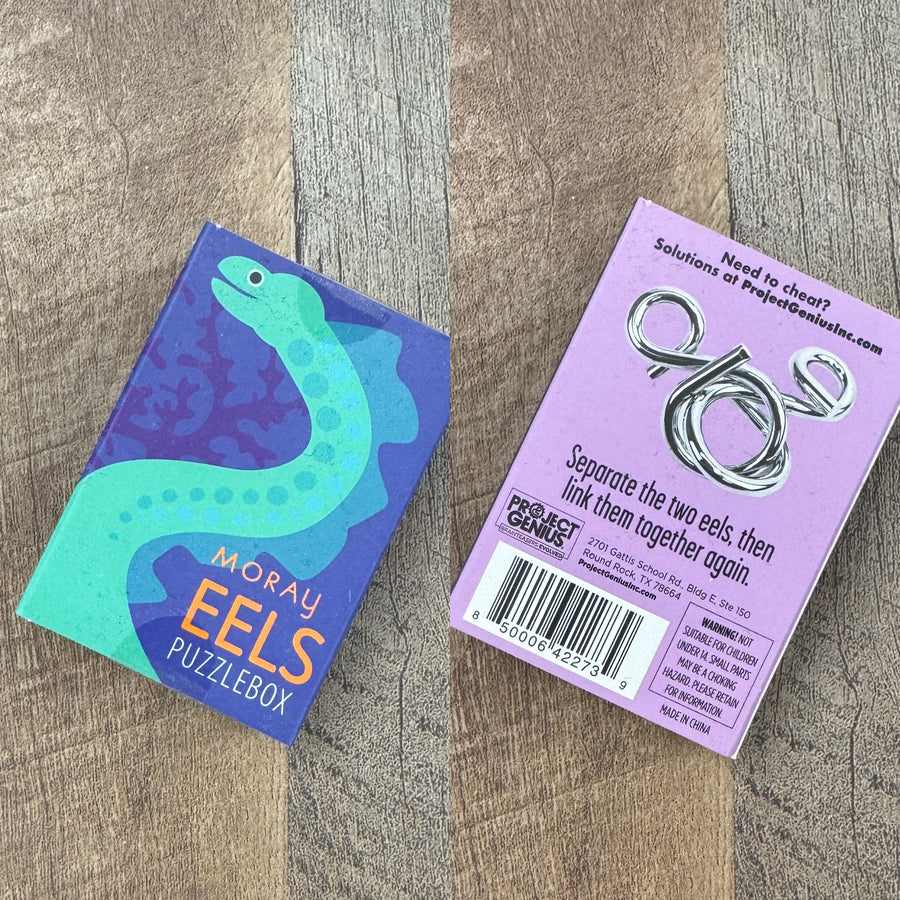 MORAY
EELS
PUZZLEBOX
Need to cheat?
Solutions at ProjectGeniusInc.com
Separate the two eels, then
link them together again.
PROJECT
GENIUS
BRAINTEASERS EVOLVED
2701 Gattis School Rd., Bldg E, Ste 150
Round Rock, TX 78664
ProjectGeniusInc.com
8 50006 42273 9
WARNING! NOT
SUITABLE FOR CHILDREN
UNDER 14. SMALL PARTS
MAY BE A CHOKING
HAZARD. PLEASE RETAIN
FOR INFORMATION.
MADE IN CHINA